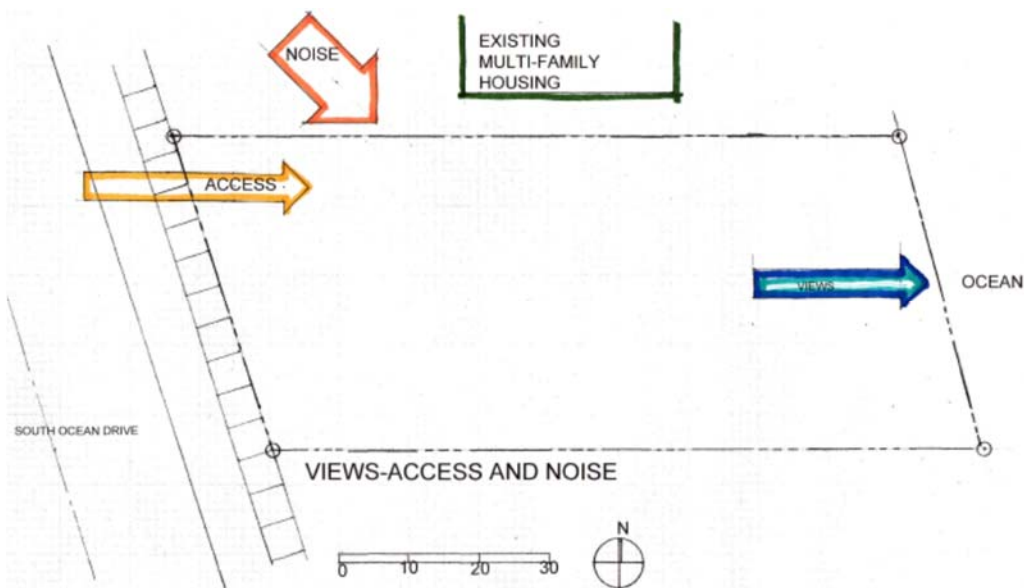 NOISE
EXISTING
MULTI-FAMILY
HOUSING
ACCESS
VIEWS
OCEAN
SOUTH OCEAN DRIVE
VIEWS-ACCESS AND NOISE
N
0 10 20 30